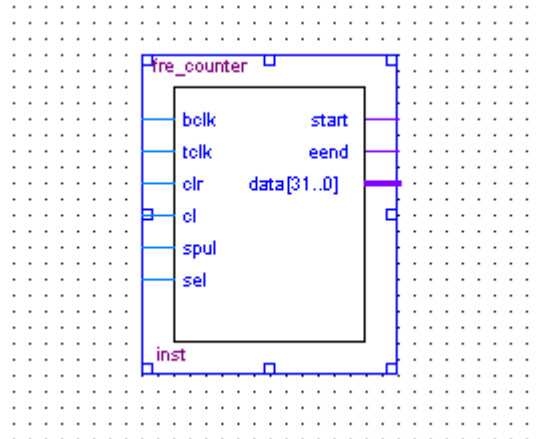 fre_counter
bclk start
tclk eend
clr data[31..0]
cl
spul
sel
inst